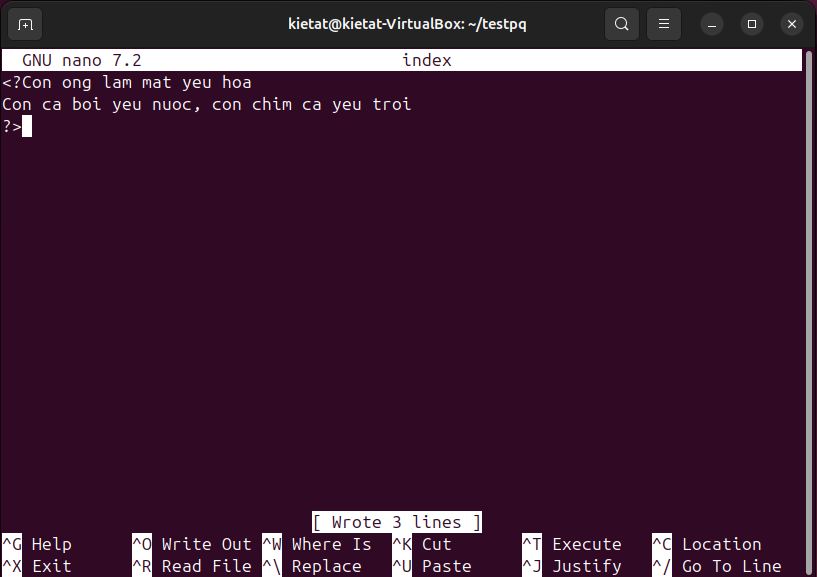 kietat@kietat-VirtualBox: ~/testpq
GNU nano 7.2 index
<?Con ong lam mat yeu hoa
Con ca boi yeu nuoc, con chim ca yeu troi
?>
[ Wrote 3 lines ]
^G Help ^O Write Out ^W Where Is ^K Cut ^T Execute ^C Location
^X Exit ^R Read File ^\ Replace ^U Paste ^J Justify ^/ Go To Line